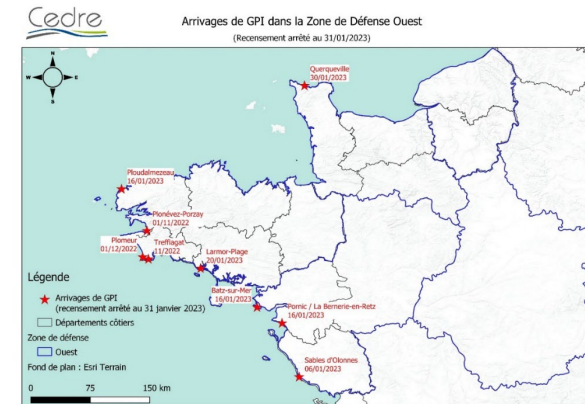 Cedre
Arrivages de GPI dans la Zone de Défense Ouest
(Recensement arrêté au 31/01/2023)
N
W
E
S
Querqueville
30/01/2023
Ploudalmezeau
16/01/2023
Plonévez-Porzay
01/11/2022
Plomeur
01/12/2022
Treffiagat
11/2022
Larmor-Plage
20/01/2023
Batz-sur-Mer
16/01/2023
Pornic / La Bernerie-en-Retz
16/01/2023
Sables d'Olonnes
06/01/2023
Légende
Arrivages de GPI
(recensement arrêté au 31 janvier 2023)
Départements côtiers
Zone de défense
Ouest
Fond de plan : Esri Terrain
0 75 150 km